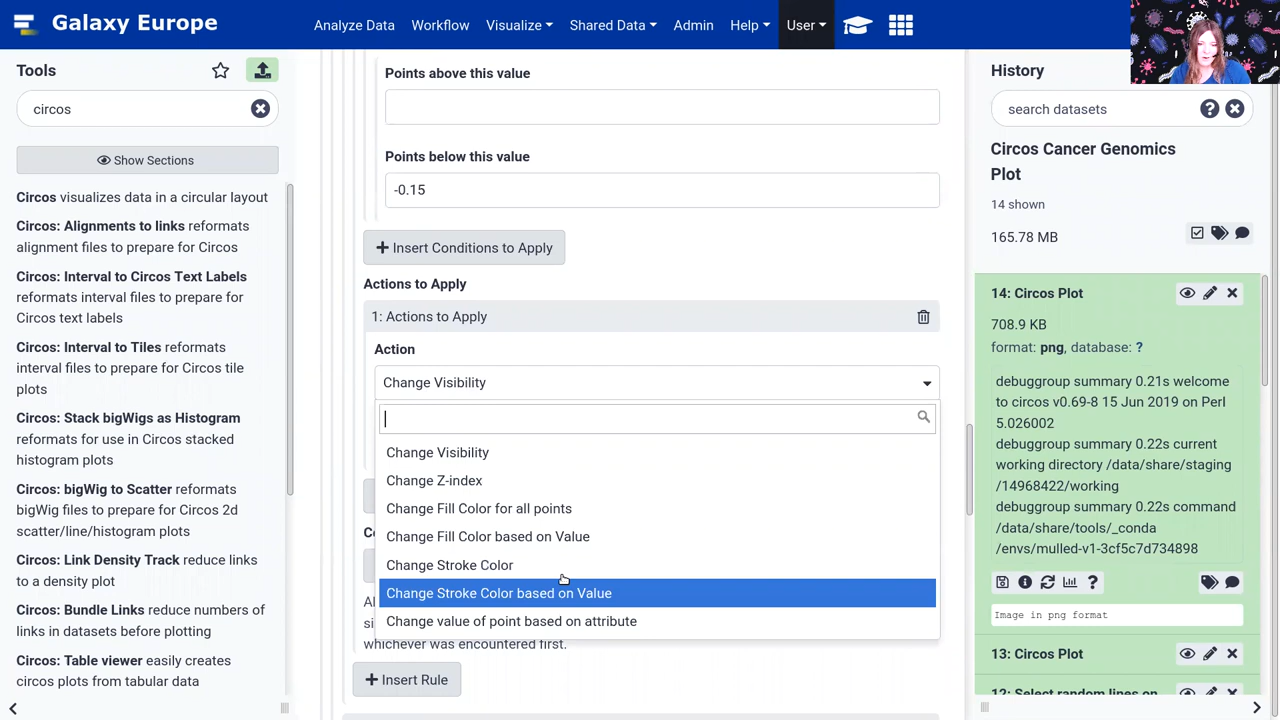 Galaxy Europe
Analyze Data
Workflow
Visualize
Shared Data
Admin
Help
User
Tools
circos
Show Sections
Circos visualizes data in a circular layout
Circos: Alignments to links reformats
alignment files to prepare for Circos
Circos: Interval to Circos Text Labels
reformats interval files to prepare for
Circos text labels
Circos: Interval to Tiles reformats
interval files to prepare for Circos tile
plots
Circos: Stack bigWigs as Histogram
reformats for use in Circos stacked
histogram plots
Circos: bigWig to Scatter reformats
bigWig files to prepare for Circos 2d
scatter/line/histogram plots
Circos: Link Density Track reduce links
to a density plot
Circos: Bundle Links reduce numbers of
links in datasets before plotting
Circos: Table viewer easily creates
circos plots from tabular data
Points above this value
Points below this value
-0.15
Insert Conditions to Apply
Actions to Apply
1: Actions to Apply
Action
Change Visibility
Change Visibility
Change Z-index
Change Fill Color for all points
Change Fill Color based on Value
Change Stroke Color
Change Stroke Color based on Value
Change value of point based on attribute
whichever was encountered first.
Insert Rule
History
search datasets
Circos Cancer Genomics
Plot
14 shown
165.78 MB
14: Circos Plot
708.9 KB
format: png, database: ?
debuggroup summary 0.21s welcome
to circos v0.69-8 15 Jun 2019 on Perl
5.026002
debuggroup summary 0.22s current
working directory /data/share/staging
/14968422/working
debuggroup summary 0.22s command
/data/share/tools/_conda
/envs/mulled-v1-3cf5c7d734898
Image in png format
13: Circos Plot
12: Select random lines on